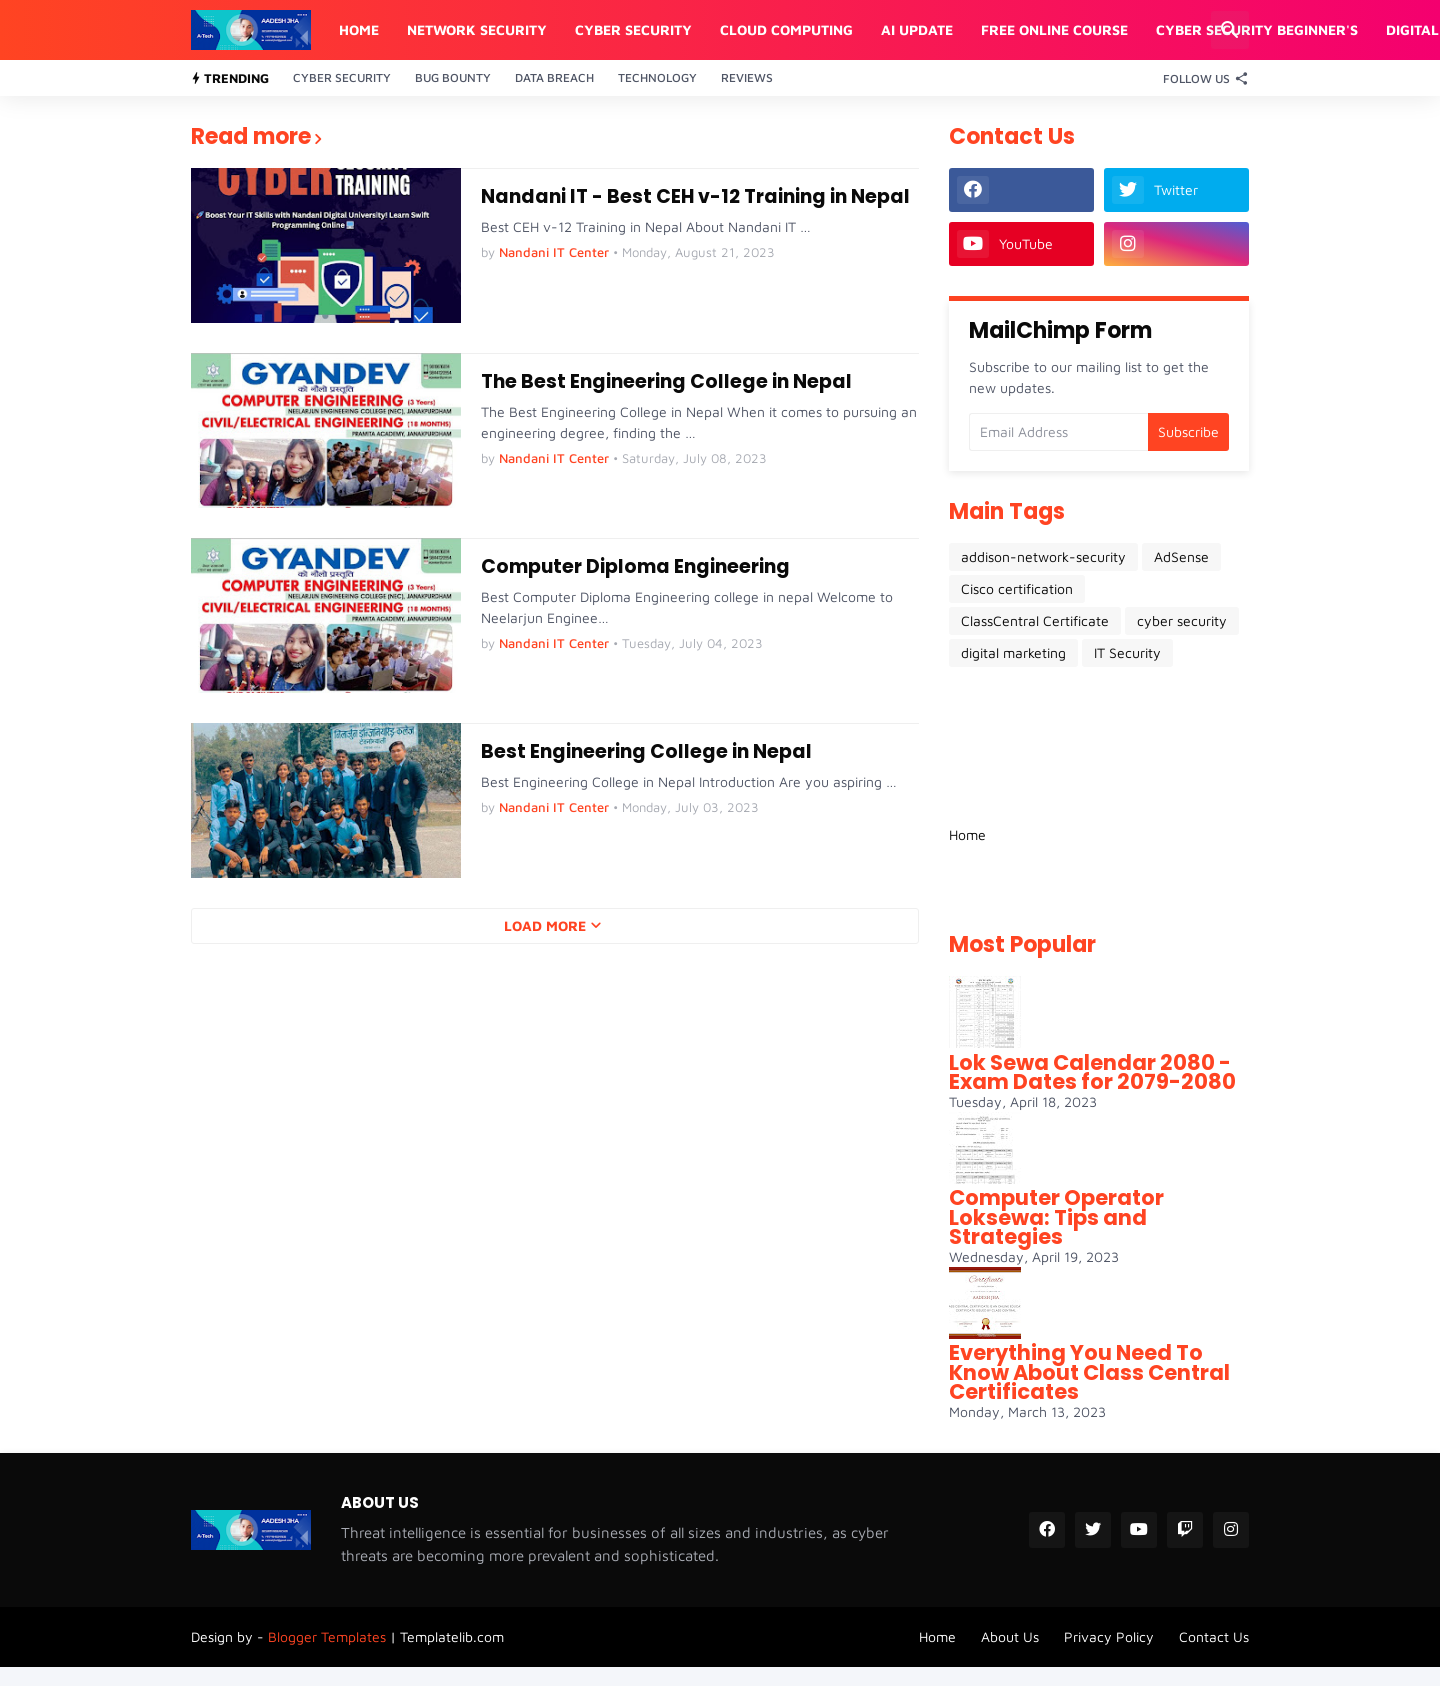 AADESH JHA
A-Tech.
HOME NETWORK SECURITY CYBER SECURITY CLOUD COMPUTING AI UPDATE FREE ONLINE COURSE CYBER SECURITY BEGINNER'S DIGITAL
TRENDING CYBER SECURITY BUG BOUNTY DATA BREACH TECHNOLOGY REVIEWS FOLLOW US
Read more
CYBER SECURITY
TRAINING
Boost Your IT Skills with Nandani Digital University! Learn Swift
Programming Online
Nandani IT - Best CEH v-12 Training in Nepal
Best CEH v-12 Training in Nepal About Nandani IT …
by Nandani IT Center • Monday, August 21, 2023
GYANDEV
को नौलो प्रस्तुति
COMPUTER ENGINEERING (3 Years)
NEELARJUN ENGINEERING COLLEGE (NEC), JANAKPURDHAM
CIVIL/ELECTRICAL ENGINEERING (18 MONTHS)
PRAMITA ACADEMY, JANAKPURDHAM
The Best Engineering College in Nepal
The Best Engineering College in Nepal When it comes to pursuing an
engineering degree, finding the …
by Nandani IT Center • Saturday, July 08, 2023
GYANDEV
को नौलो प्रस्तुति
COMPUTER ENGINEERING (3 Years)
NEELARJUN ENGINEERING COLLEGE (NEC), JANAKPURDHAM
CIVIL/ELECTRICAL ENGINEERING (18 MONTHS)
PRAMITA ACADEMY, JANAKPURDHAM
Computer Diploma Engineering
Best Computer Diploma Engineering college in nepal Welcome to
Neelarjun Enginee…
by Nandani IT Center • Tuesday, July 04, 2023
Best Engineering College in Nepal
Best Engineering College in Nepal Introduction Are you aspiring …
by Nandani IT Center • Monday, July 03, 2023
LOAD MORE
Contact Us
Twitter
YouTube
MailChimp Form
Subscribe to our mailing list to get the
new updates.
Email Address Subscribe
Main Tags
addison-network-security AdSense
Cisco certification
ClassCentral Certificate cyber security
digital marketing IT Security
Home
Most Popular
Lok Sewa Calendar 2080 -
Exam Dates for 2079-2080
Tuesday, April 18, 2023
Computer Operator
Loksewa: Tips and
Strategies
Wednesday, April 19, 2023
Certificate
AADESH JHA
Everything You Need To
Know About Class Central
Certificates
Monday, March 13, 2023
AADESH JHA
A-Tech.
ABOUT US
Threat intelligence is essential for businesses of all sizes and industries, as cyber
threats are becoming more prevalent and sophisticated.
Design by - Blogger Templates | Templatelib.com
Home About Us Privacy Policy Contact Us